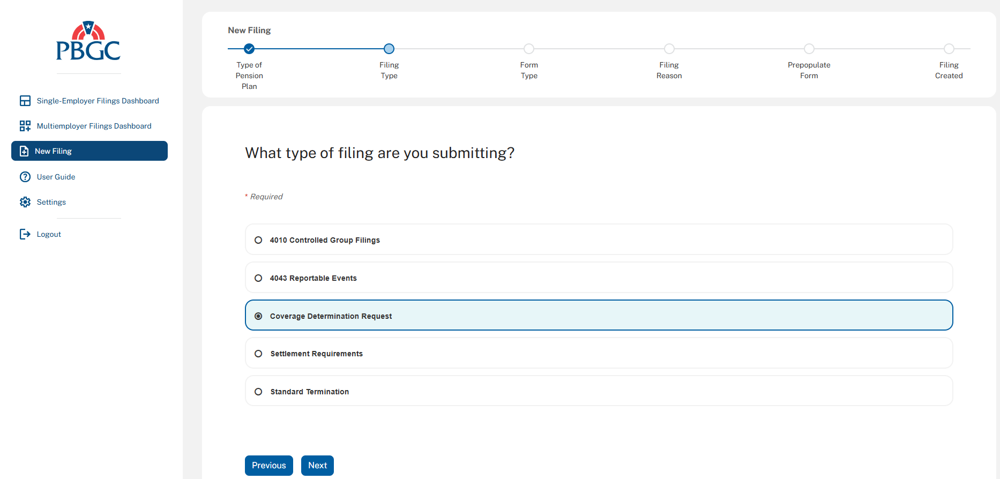 PBGC
Single-Employer Filings Dashboard
Multiemployer Filings Dashboard
New Filing
User Guide
Settings
Logout
New Filing
Type of
Pension
Plan
Filing
Type
Form
Type
Filing
Reason
Prepopulate
Form
Filing
Created
What type of filing are you submitting?
* Required
4010 Controlled Group Filings
4043 Reportable Events
Coverage Determination Request
Settlement Requirements
Standard Termination
Previous
Next